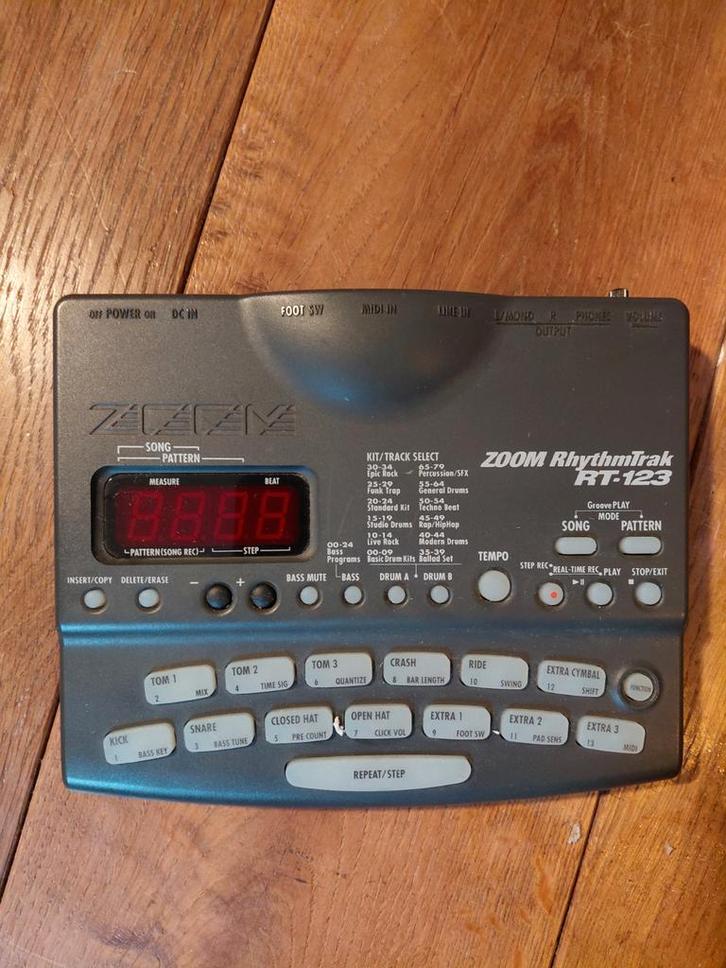 OFF POWER ON DC IN FOOT SW MIDI IN LINE IN L/MONO R PHONES VOLUME
OUTPUT
ZOOM
SONG
PATTERN
MEASURE BEAT
PATTERN(SONG REC) STEP
KIT/TRACK SELECT
30-34 65-79
Epic Rock Percussion/SFX
25-29 55-64
Funk Trap General Drums
20-24 50-54
Standard Kit Techno Beat
15-19 45-49
Studio Drums Rap/HipHop
10-14 40-44
Live Rock Modern Drums
00-24 00-09 35-39
Bass Basic Drum Kits Ballad Set
Programs
ZOOM RhythmTrak
RT-123
Groove PLAY
MODE
SONG PATTERN
INSERT/COPY DELETE/ERASE − + BASS MUTE BASS DRUM A DRUM B TEMPO
STEP REC REAL-TIME REC PLAY STOP/EXIT
TOM 1
2 MIX
TOM 2
4 TIME SIG
TOM 3
6 QUANTIZE
CRASH
8 BAR LENGTH
RIDE
10 SWING
EXTRA CYMBAL
12 SHIFT
FUNCTION
KICK
1 BASS KEY
SNARE
3 BASS TUNE
CLOSED HAT
5 PRE COUNT
OPEN HAT
7 CLICK VOL
EXTRA 1
9 FOOT SW
EXTRA 2
11 PAD SENS
EXTRA 3
13 MIDI
REPEAT/STEP